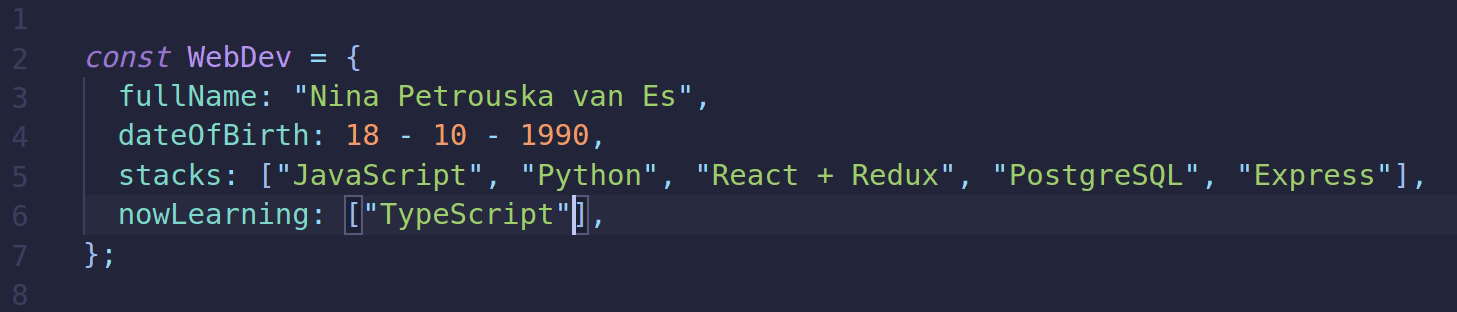 1
2 const WebDev = {
3 fullName: "Nina Petrouska van Es",
4 dateOfBirth: 18 - 10 - 1990,
5 stacks: ["JavaScript", "Python", "React + Redux", "PostgreSQL", "Express"],
6 nowLearning: ["TypeScript"],
7 };
8